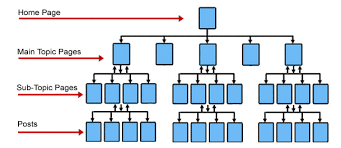 Home Page
Main Topic Pages
Sub-Topic Pages
Posts